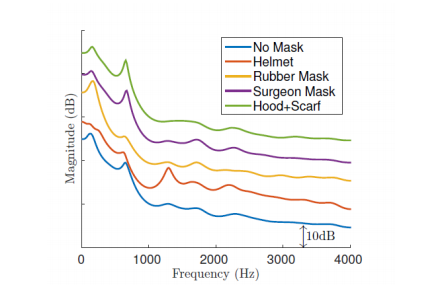 No Mask
Helmet
Rubber Mask
Surgeon Mask
Hood+Scarf
Magnitude (dB)
10dB
0 1000 2000 3000 4000
Frequency (Hz)